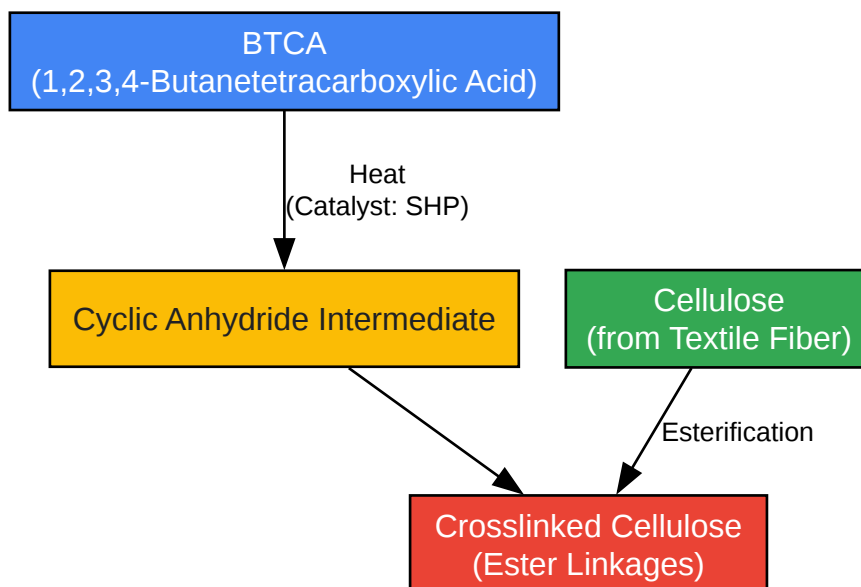 BTCA
(1,2,3,4-Butanetetracarboxylic Acid)
Heat
(Catalyst: SHP)
Cyclic Anhydride Intermediate
Cellulose
(from Textile Fiber)
Esterification
Crosslinked Cellulose
(Ester Linkages)